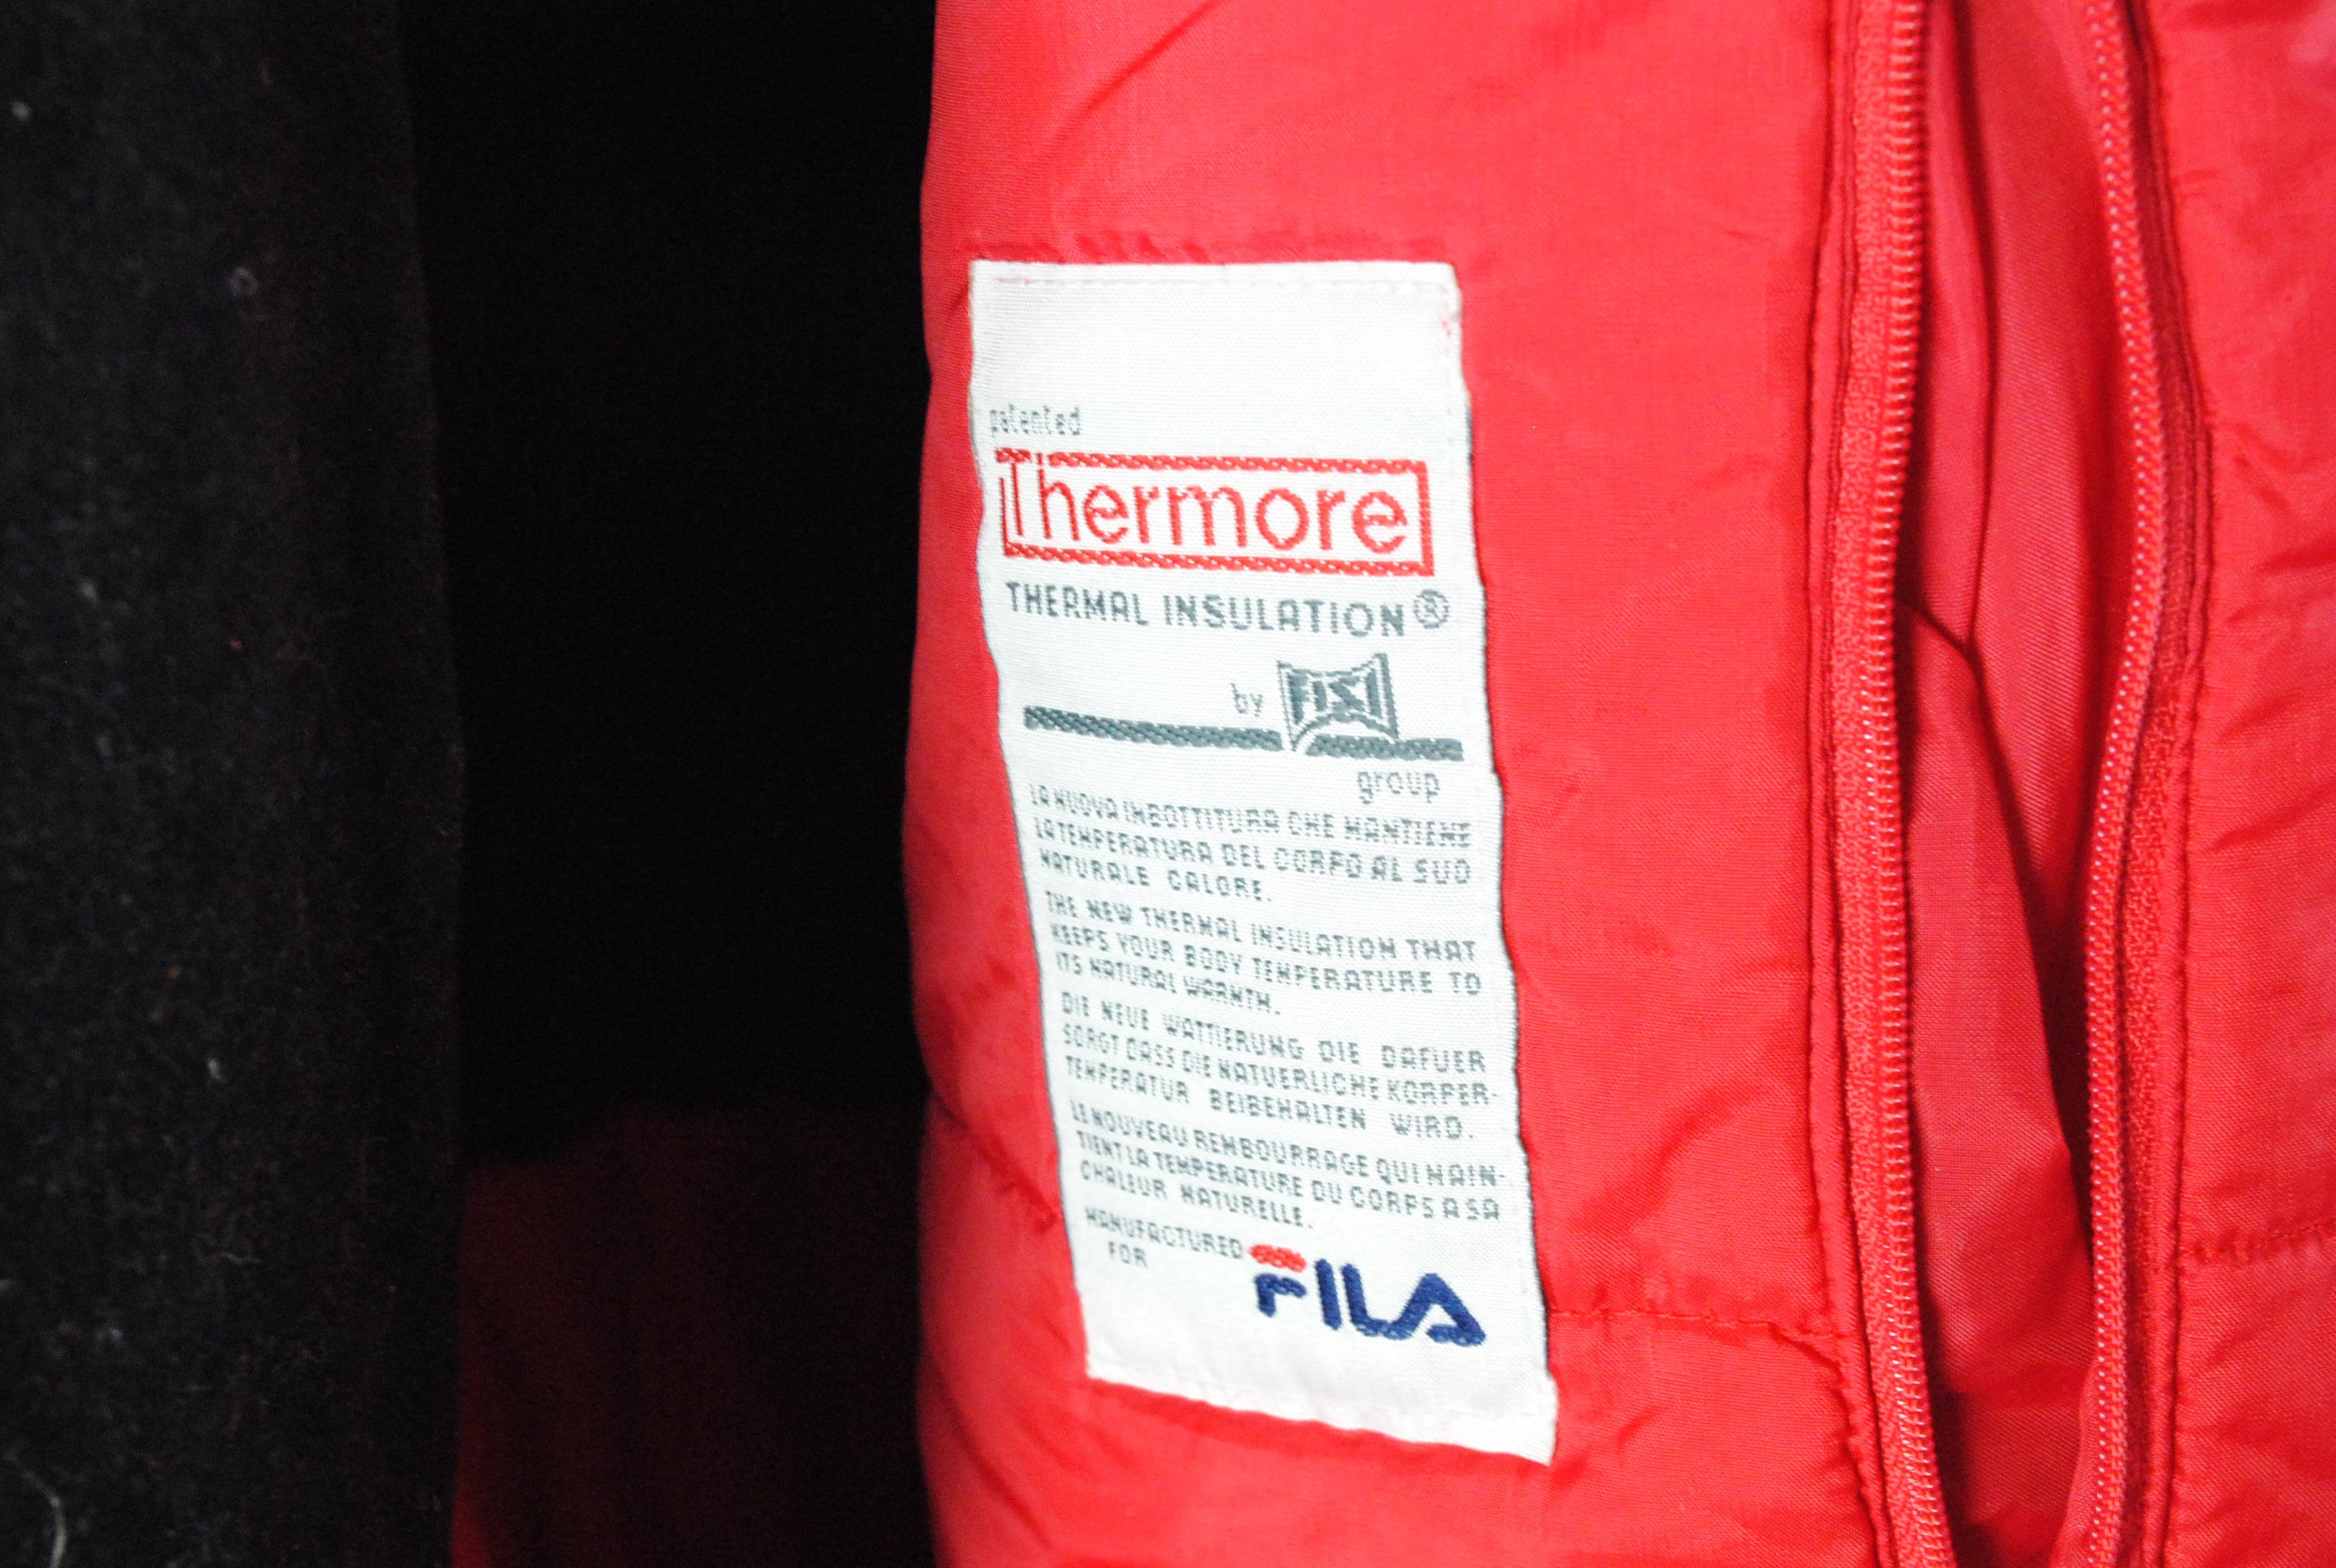 patented
Thermore
THERMAL INSULATION®
by FISI
group
LA NUOVA IMBOTTITURA CHE MANTIENE
LA TEMPERATURA DEL CORPO AL SUO
NATURALE CALORE.
THE NEW THERMAL INSULATION THAT
KEEPS YOUR BODY TEMPERATURE TO
ITS NATURAL WARMTH.
DIE NEUE WATTIERUNG DIE DAFUER
SORGT DASS DIE NATUERLICHE KORPER-
TEMPERATUR BEIBEHALTEN WIRD.
LE NOUVEAU REMBOURRAGE QUI MAIN-
TIENT LA TEMPERATURE DU CORPS A SA
CHALEUR NATURELLE.
MANUFACTURED
FOR
FILA